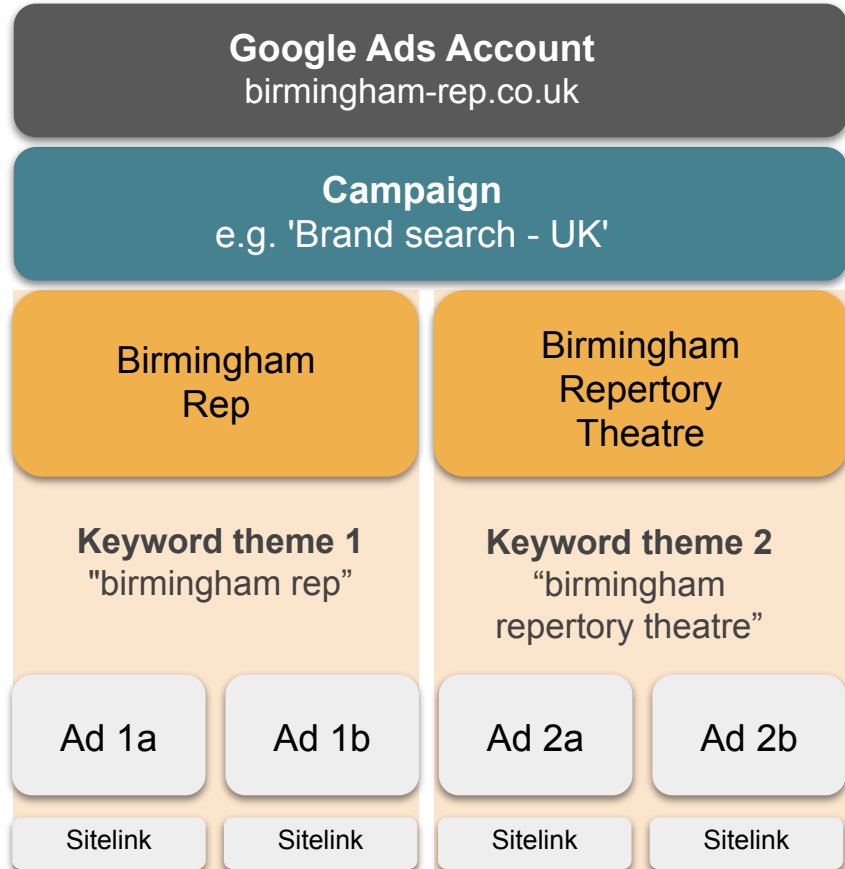 Google Ads Account
birmingham-rep.co.uk
Campaign
e.g. 'Brand search - UK'
Birmingham
Rep
Birmingham
Repertory
Theatre
Keyword theme 1
"birmingham rep”
Keyword theme 2
“birmingham
repertory theatre”
Ad 1a
Ad 1b
Ad 2a
Ad 2b
Sitelink
Sitelink
Sitelink
Sitelink